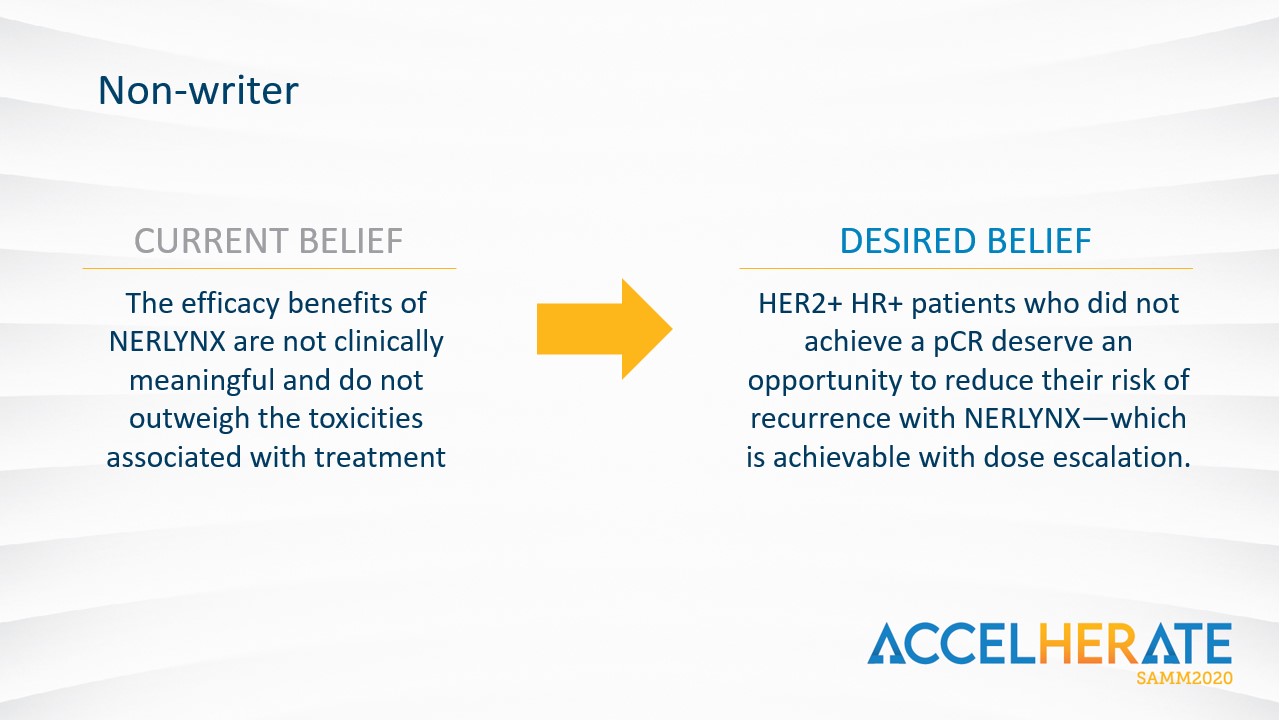 Non-writer
CURRENT BELIEF
The efficacy benefits of
NERLYNX are not clinically
meaningful and do not
outweigh the toxicities
associated with treatment
DESIRED BELIEF
HER2+ HR+ patients who did not
achieve a pCR deserve an
opportunity to reduce their risk of
recurrence with NERLYNX—which
is achievable with dose escalation.
ACCELHERATE
SAMM2020